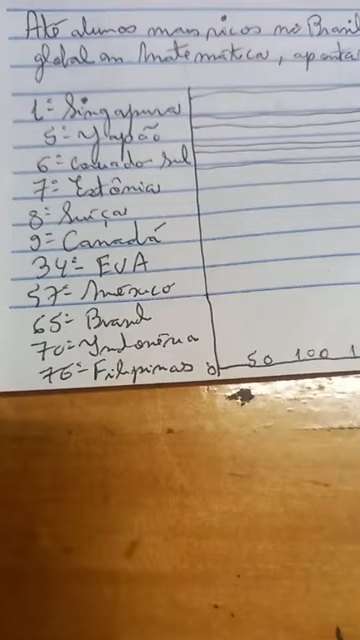 Até alunos mais ricos no Brasil
global em Matemática, aponta
1º Singapura
5º Japão
6º Coreia do Sul
7º Estônia
8º Suíça
9º Canadá
34º EUA
57º México
65º Brasil
70º Indonésia
76º Filipinas 0 50 100 1